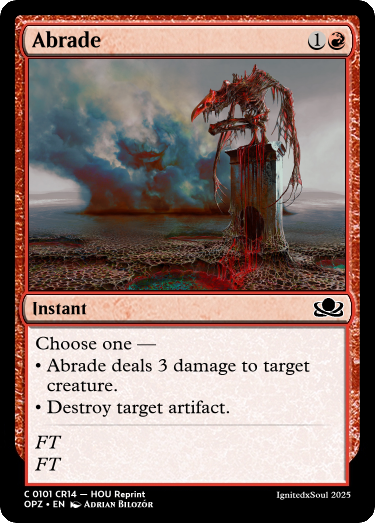 Abrade 1
Instant
Choose one —
• Abrade deals 3 damage to target
creature.
• Destroy target artifact.
FT
FT
C 0101 CR14 — HOU Reprint
OPZ • EN ADRIAN BILOZÖR
IgnitedxSoul 2025